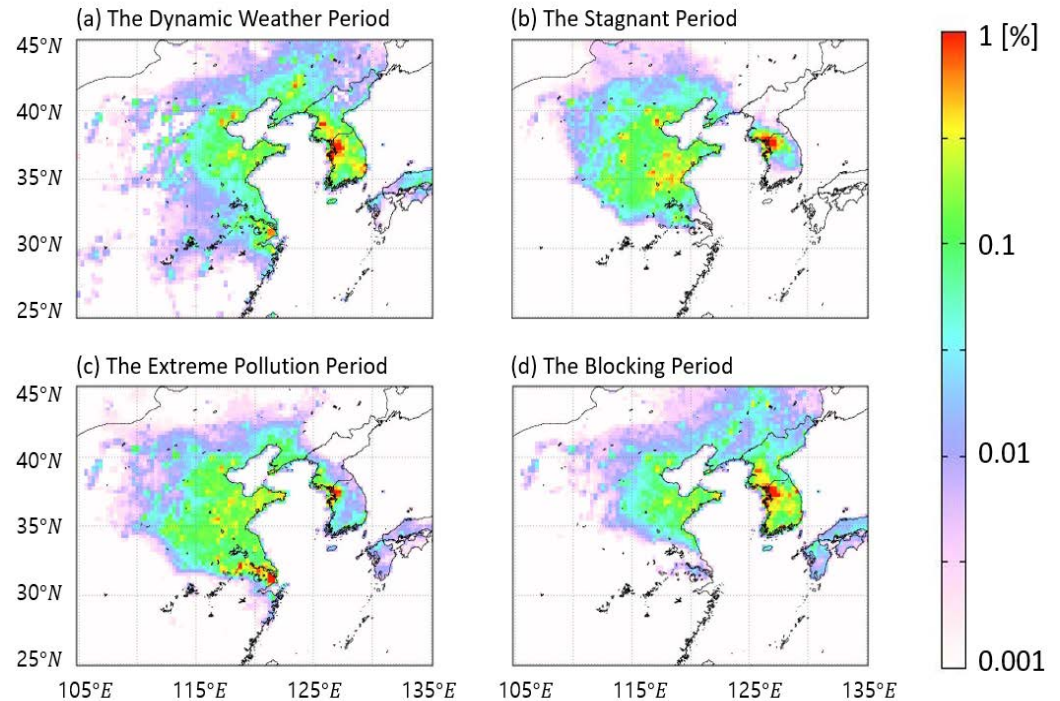 (a) The Dynamic Weather Period
(b) The Stagnant Period
45°N
40°N
35°N
30°N
25°N
1 [%]
0.1
0.01
0.001
(c) The Extreme Pollution Period
(d) The Blocking Period
45°N
40°N
35°N
30°N
25°N
105°E 115°E 125°E 135°E
105°E 115°E 125°E 135°E